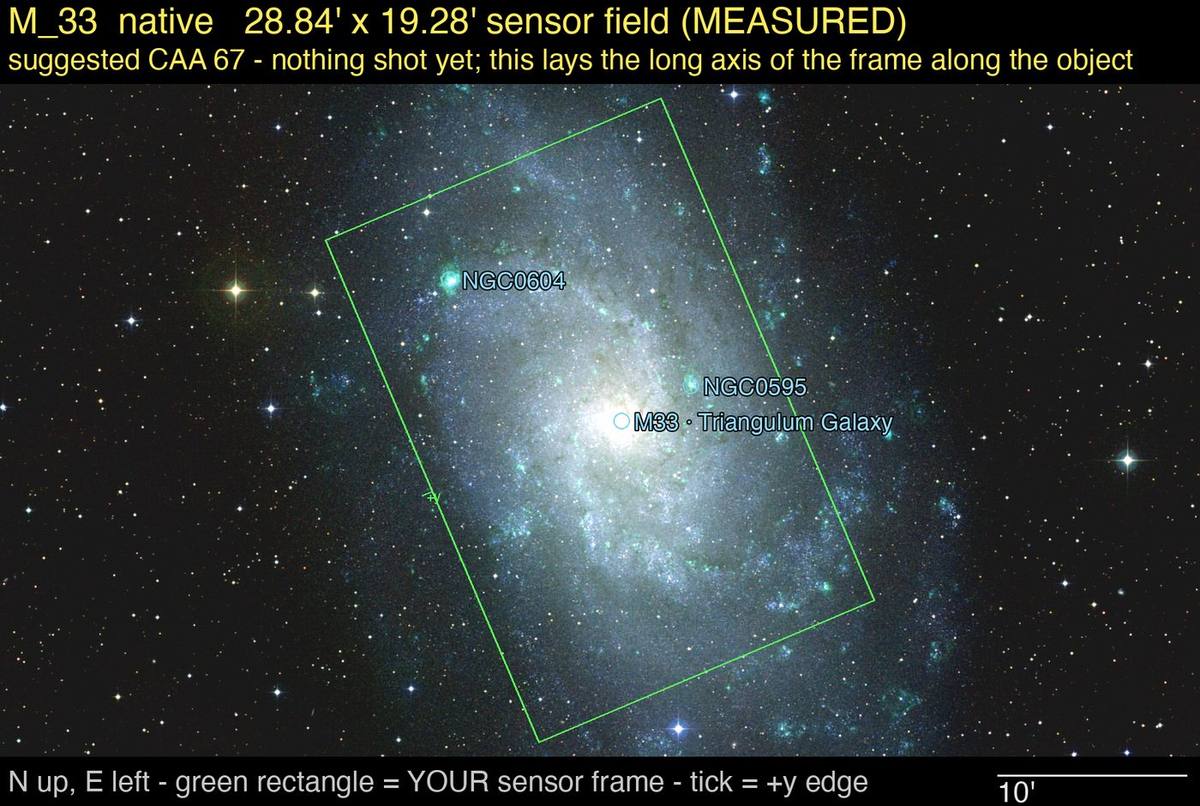 M_33 native 28.84' x 19.28' sensor field (MEASURED)
suggested CAA 67 - nothing shot yet; this lays the long axis of the frame along the object
NGC0604
NGC0595
M33 · Triangulum Galaxy
+y
N up, E left - green rectangle = YOUR sensor frame - tick = +y edge
10'